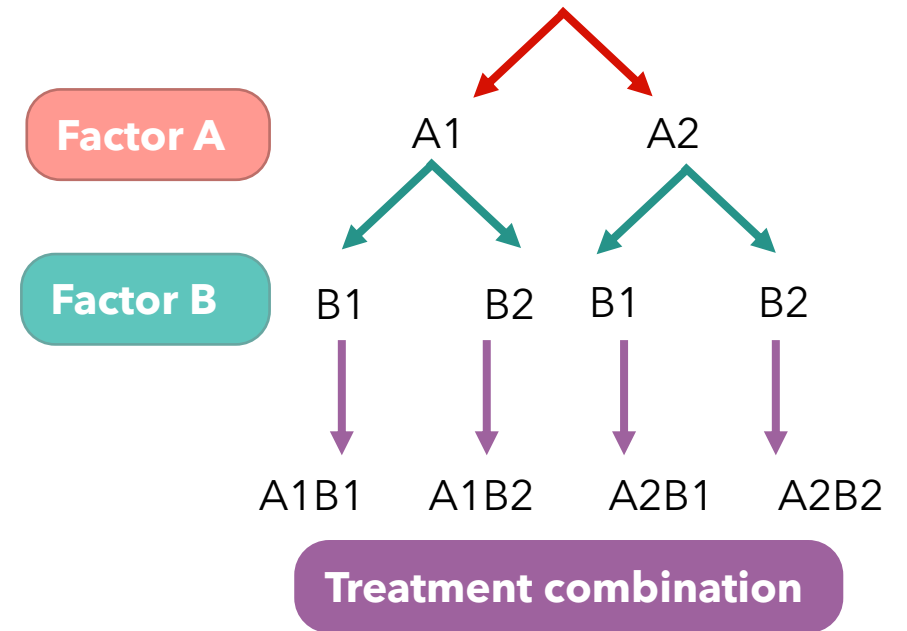 Factor A
A1
A2
Factor B
B1
B2
B1
B2
A1B1
A1B2
A2B1
A2B2
Treatment combination